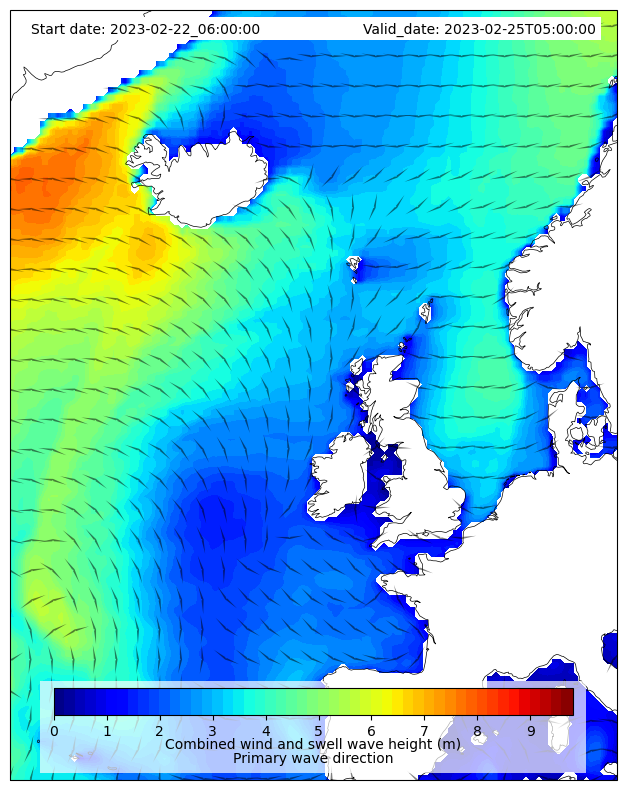 Start date: 2023-02-22_06:00:00 Valid_date: 2023-02-25T05:00:00
0 1 2 3 4 5 6 7 8 9
Combined wind and swell wave height (m)
Primary wave direction